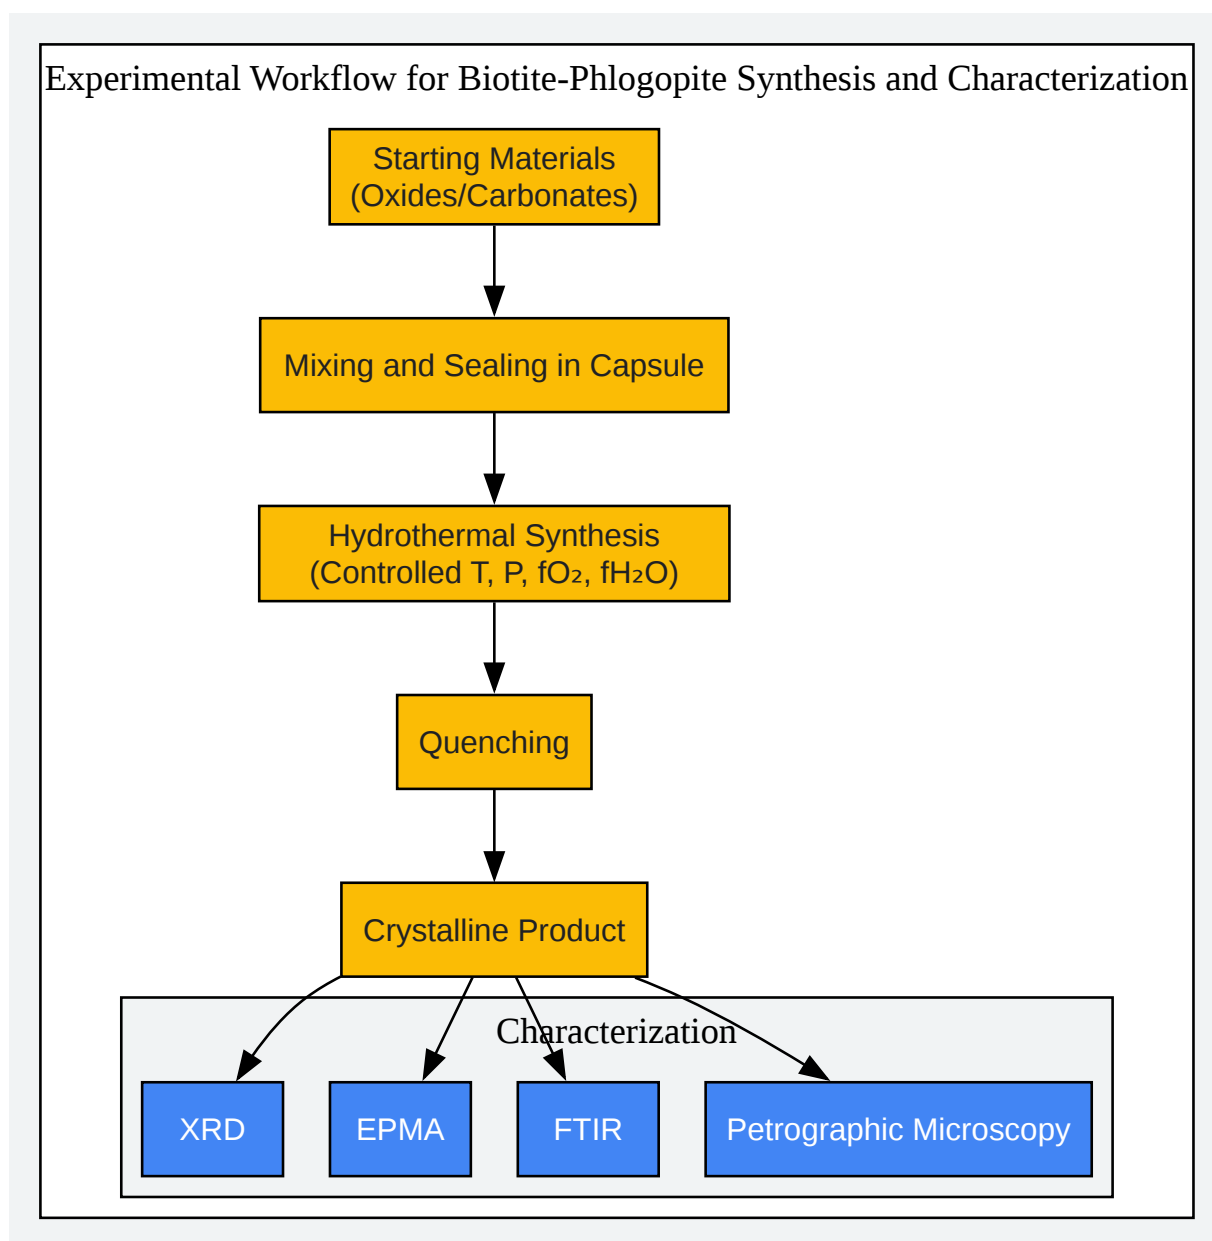 Experimental Workflow for Biotite-Phlogopite Synthesis and Characterization
Starting Materials
(Oxides/Carbonates)
Mixing and Sealing in Capsule
Hydrothermal Synthesis
(Controlled T, P, fO₂, fH₂O)
Quenching
Crystalline Product
Characterization
XRD
EPMA
FTIR
Petrographic Microscopy